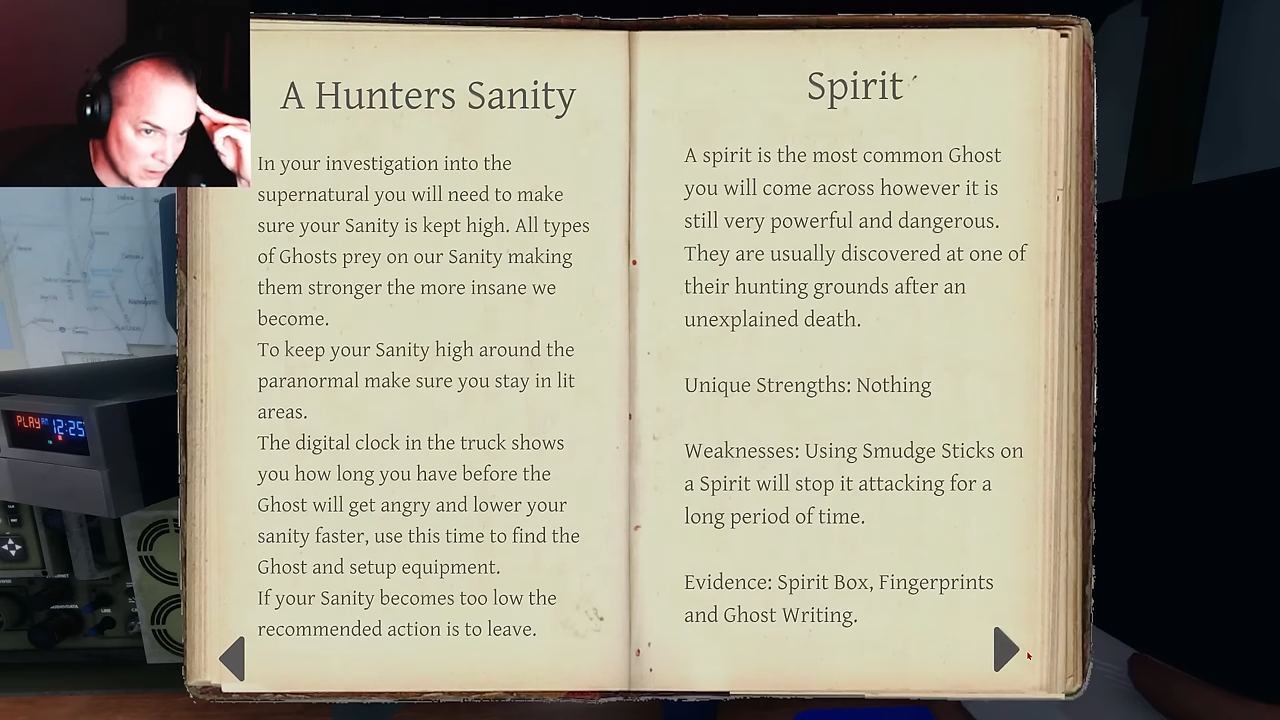 A Hunters Sanity
In your investigation into the
supernatural you will need to make
sure your Sanity is kept high. All types
of Ghosts prey on our Sanity making
them stronger the more insane we
become.
To keep your Sanity high around the
paranormal make sure you stay in lit
areas.
The digital clock in the truck shows
you how long you have before the
Ghost will get angry and lower your
sanity faster, use this time to find the
Ghost and setup equipment.
If your Sanity becomes too low the
recommended action is to leave.
Spirit
A spirit is the most common Ghost
you will come across however it is
still very powerful and dangerous.
They are usually discovered at one of
their hunting grounds after an
unexplained death.
Unique Strengths: Nothing
Weaknesses: Using Smudge Sticks on
a Spirit will stop it attacking for a
long period of time.
Evidence: Spirit Box, Fingerprints
and Ghost Writing.
PLAY 12:25